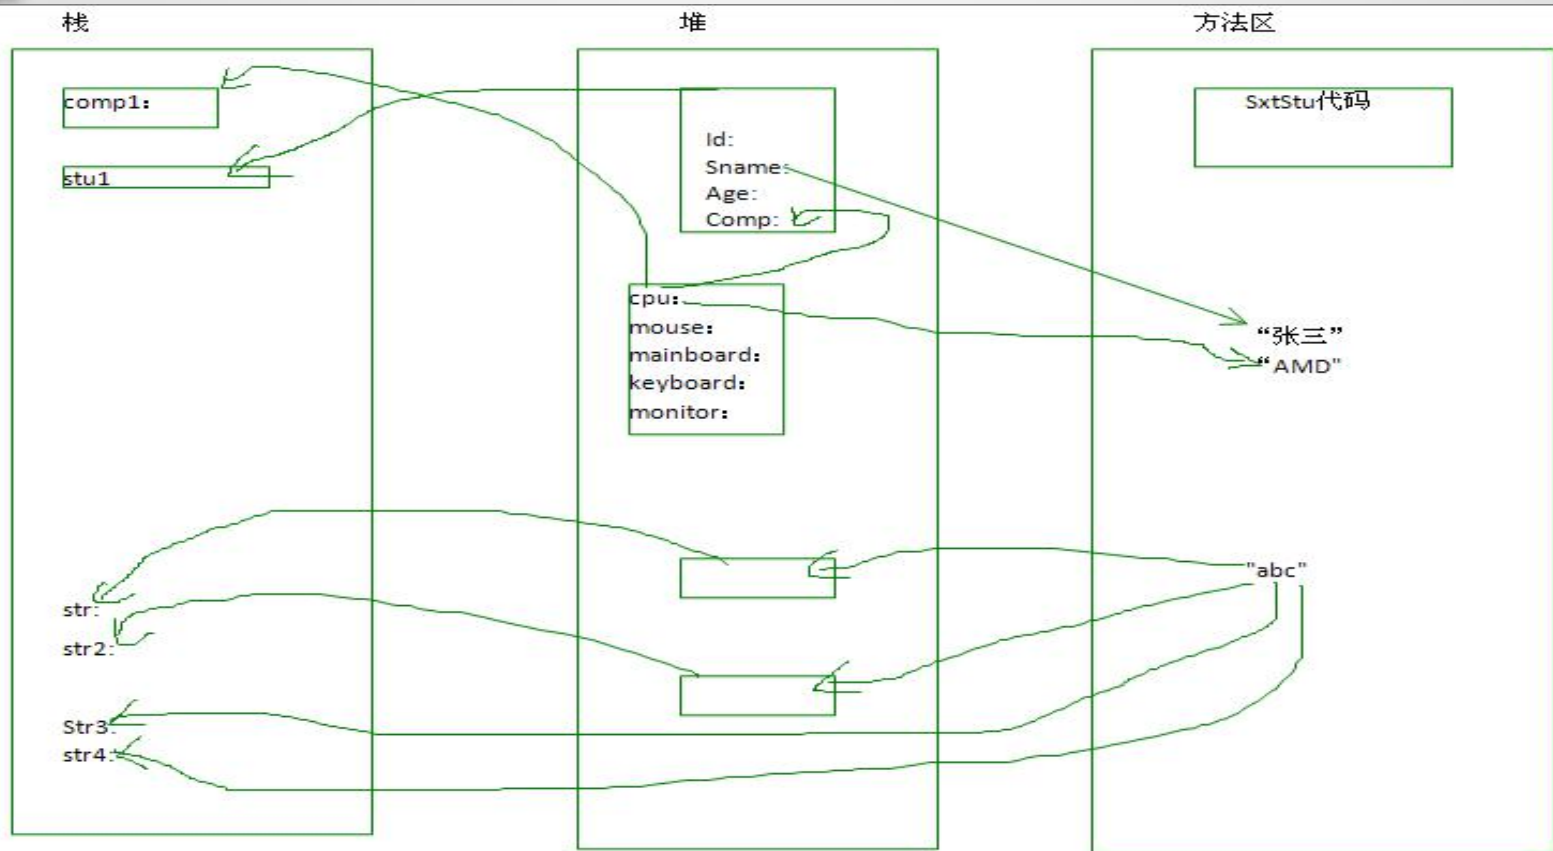 栈
堆
方法区
comp1：
stu1
Id:
Sname:
Age:
Comp:
SxtStu代码
cpu：
mouse：
mainboard：
keyboard：
monitor：
“张三”
“AMD"
"abc"
str:
str2:
Str3:
str4: